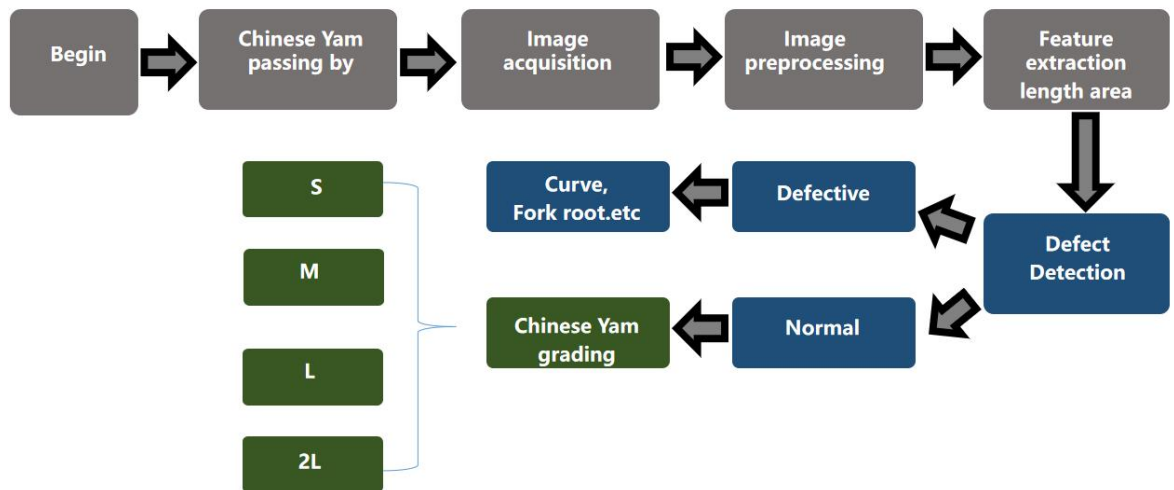 Begin
Chinese Yam
passing by
Image
acquisition
Image
preprocessing
Feature
extraction
length area
S
Curve,
Fork root.etc
Defective
Defect
Detection
M
Chinese Yam
grading
Normal
L
2L